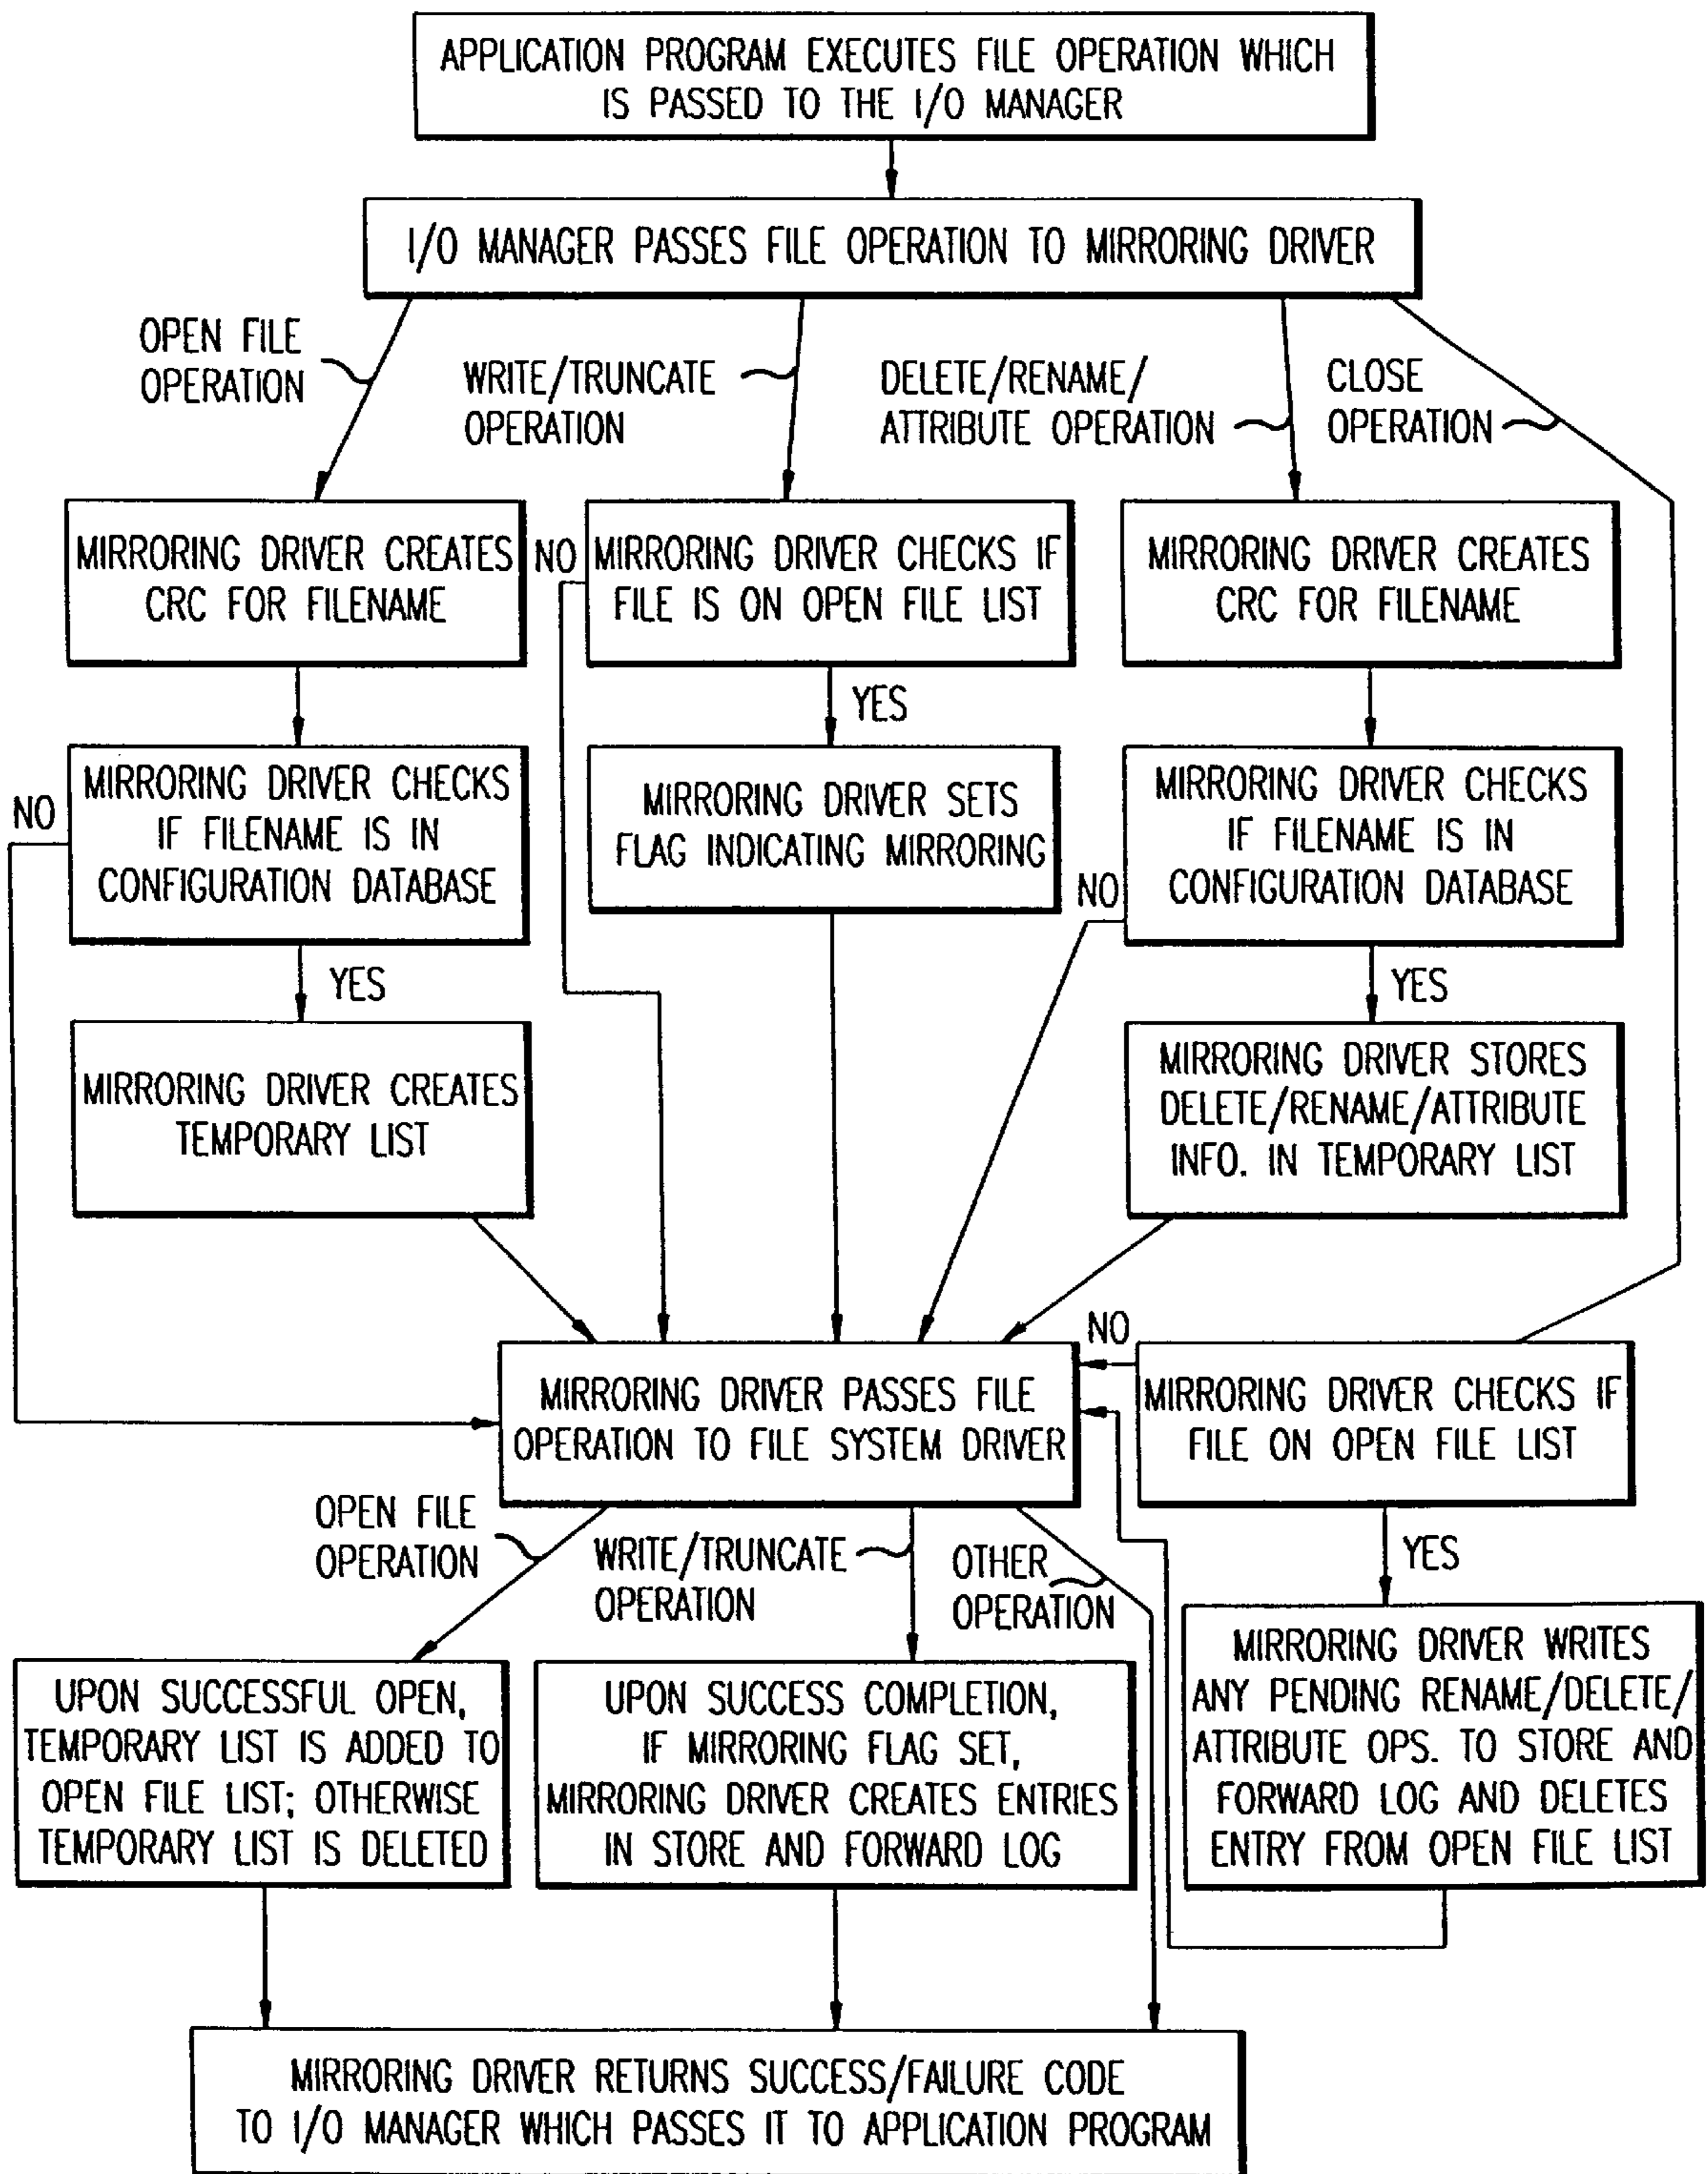 APPLICATION PROGRAM EXECUTES FILE OPERATION WHICH
IS PASSED TO THE I/O MANAGER
I/O MANAGER PASSES FILE OPERATION TO MIRRORING DRIVER
OPEN FILE
OPERATION
WRITE/TRUNCATE
OPERATION
DELETE/RENAME/
ATTRIBUTE OPERATION
CLOSE
OPERATION
MIRRORING DRIVER CREATES
CRC FOR FILENAME
NO
MIRRORING DRIVER CHECKS IF
FILE IS ON OPEN FILE LIST
MIRRORING DRIVER CREATES
CRC FOR FILENAME
YES
NO
MIRRORING DRIVER CHECKS
IF FILENAME IS IN
CONFIGURATION DATABASE
MIRRORING DRIVER SETS
FLAG INDICATING MIRRORING
NO
MIRRORING DRIVER CHECKS
IF FILENAME IS IN
CONFIGURATION DATABASE
YES
YES
MIRRORING DRIVER CREATES
TEMPORARY LIST
MIRRORING DRIVER STORES
DELETE/RENAME/ATTRIBUTE
INFO. IN TEMPORARY LIST
MIRRORING DRIVER PASSES FILE
OPERATION TO FILE SYSTEM DRIVER
NO
MIRRORING DRIVER CHECKS IF
FILE ON OPEN FILE LIST
OPEN FILE
OPERATION
WRITE/TRUNCATE
OPERATION
OTHER
OPERATION
YES
UPON SUCCESSFUL OPEN,
TEMPORARY LIST IS ADDED TO
OPEN FILE LIST; OTHERWISE
TEMPORARY LIST IS DELETED
UPON SUCCESS COMPLETION,
IF MIRRORING FLAG SET,
MIRRORING DRIVER CREATES ENTRIES
IN STORE AND FORWARD LOG
MIRRORING DRIVER WRITES
ANY PENDING RENAME/DELETE/
ATTRIBUTE OPS. TO STORE AND
FORWARD LOG AND DELETES
ENTRY FROM OPEN FILE LIST
MIRRORING DRIVER RETURNS SUCCESS/FAILURE CODE
TO I/O MANAGER WHICH PASSES IT TO APPLICATION PROGRAM